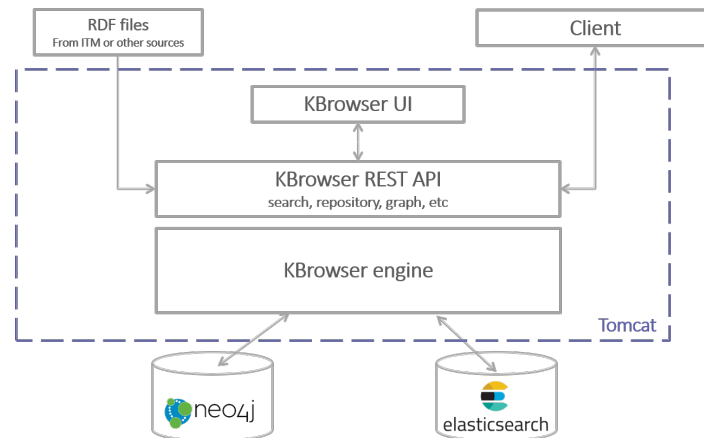 RDF files
From ITM or other sources
Client
KBrowser UI
KBrowser REST API
search, repository, graph, etc
KBrowser engine
Tomcat
neo4j
elasticsearch